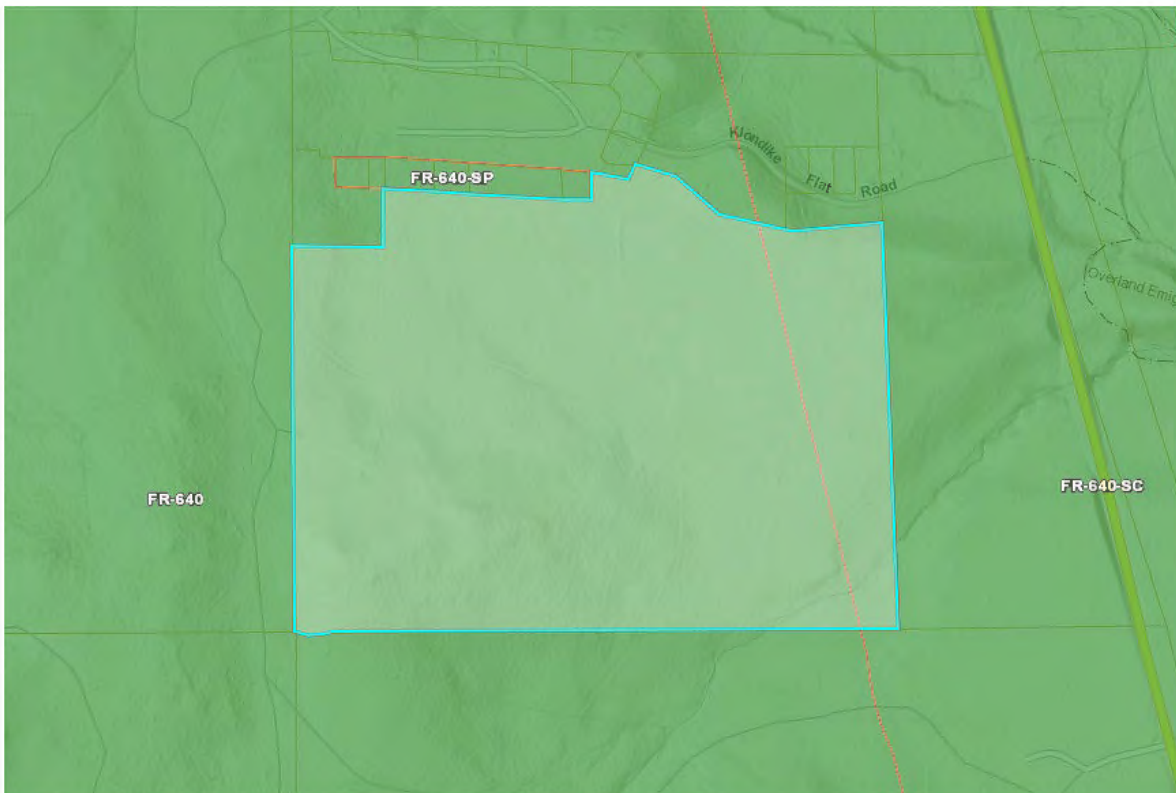 Klondike Flat Road
FR-640-SP
Overland Emig
FR-640
FR-640-SC